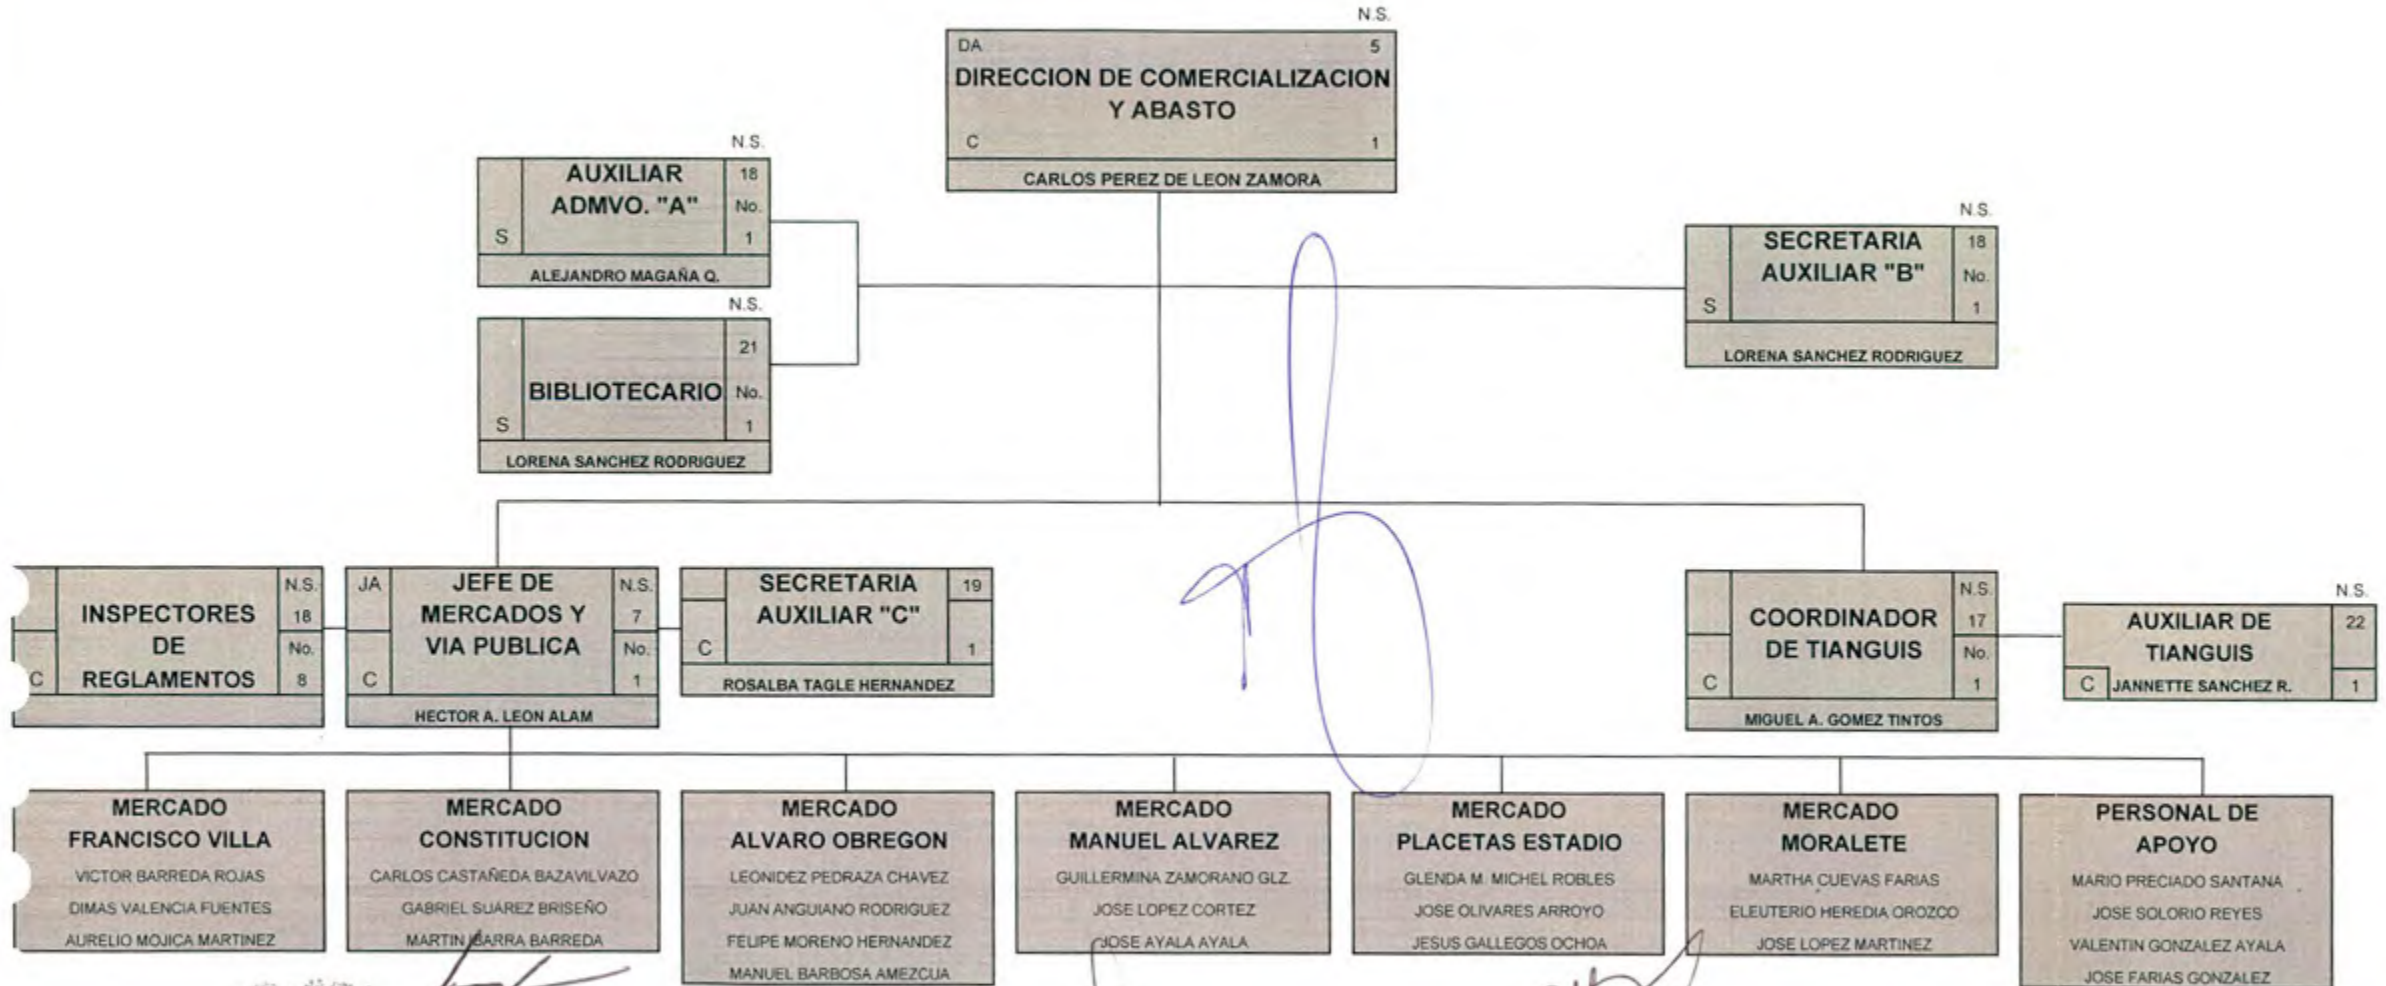 N.S.
DA 5
DIRECCION DE COMERCIALIZACION
Y ABASTO
C 1
CARLOS PEREZ DE LEON ZAMORA
N.S.
AUXILIAR 18
ADMVO. "A" No.
S 1
ALEJANDRO MAGAÑA Q.
N.S.
21
BIBLIOTECARIO No.
S 1
LORENA SANCHEZ RODRIGUEZ
N.S.
SECRETARIA 18
AUXILIAR "B" No.
S 1
LORENA SANCHEZ RODRIGUEZ
N.S.
INSPECTORES 18
DE No.
C REGLAMENTOS 8
JA JEFE DE N.S.
MERCADOS Y 7
VIA PUBLICA No.
C 1
HECTOR A. LEON ALAM
SECRETARIA 19
AUXILIAR "C"
C 1
ROSALBA TAGLE HERNANDEZ
N.S.
COORDINADOR 17
DE TIANGUIS No.
C 1
MIGUEL A. GOMEZ TINTOS
N.S.
AUXILIAR DE 22
TIANGUIS
C JANNETTE SANCHEZ R. 1
MERCADO
FRANCISCO VILLA
VICTOR BARREDA ROJAS
DIMAS VALENCIA FUENTES
AURELIO MOJICA MARTINEZ
MERCADO
CONSTITUCION
CARLOS CASTAÑEDA BAZAVILVAZO
GABRIEL SUAREZ BRISEÑO
MARTIN IBARRA BARREDA
MERCADO
ALVARO OBREGON
LEONIDEZ PEDRAZA CHAVEZ
JUAN ANGUIANO RODRIGUEZ
FELIPE MORENO HERNANDEZ
MANUEL BARBOSA AMEZCUA
MERCADO
MANUEL ALVAREZ
GUILLERMINA ZAMORANO GLZ.
JOSE LOPEZ CORTEZ
JOSE AYALA AYALA
MERCADO
PLACETAS ESTADIO
GLENDA M. MICHEL ROBLES
JOSE OLIVARES ARROYO
JESUS GALLEGOS OCHOA
MERCADO
MORALETE
MARTHA CUEVAS FARIAS
ELEUTERIO HEREDIA OROZCO
JOSE LOPEZ MARTINEZ
PERSONAL DE
APOYO
MARIO PRECIADO SANTANA
JOSE SOLORIO REYES
VALENTIN GONZALEZ AYALA
JOSE FARIAS GONZALEZ